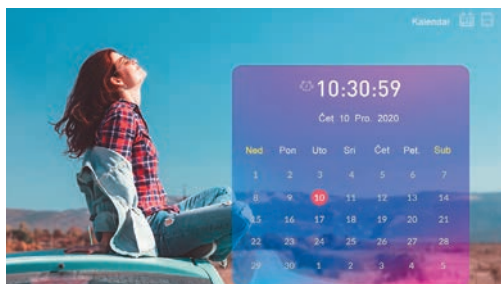 Kalendar
10:30:59
Čet 10 Pro. 2020
Ned Pon Uto Sri Čet Pet. Sub
1 2 3 4 5 6 7
8 9 10 11 12 13 14
15 16 17 18 19 20 21
22 23 24 25 26 27 28
29 30 1 2 3 4 5